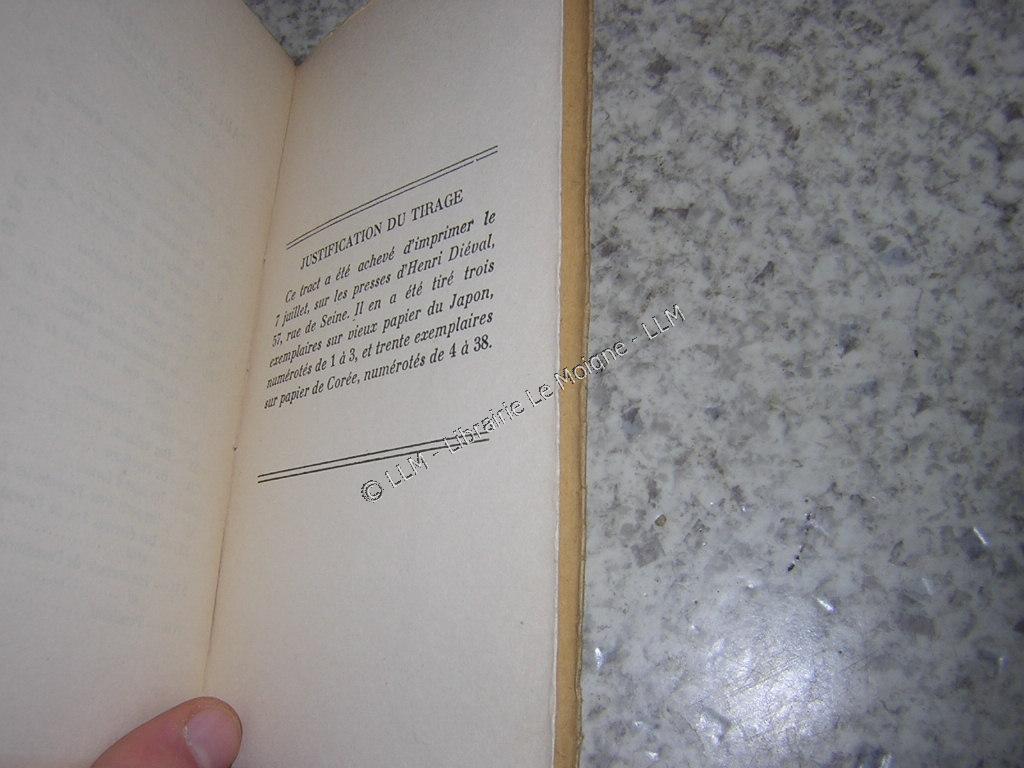 JUSTIFICATION DU TIRAGE
Ce tract a été achevé d'imprimer le
7 juillet, sur les presses d'Henri Diéval,
57, rue de Seine. Il en a été tiré trois
exemplaires sur vieux papier du Japon,
numérotés de 1 à 3, et trente exemplaires
sur papier de Corée, numérotés de 4 à 38.
© LLM - Librairie Le Moigne - LLM